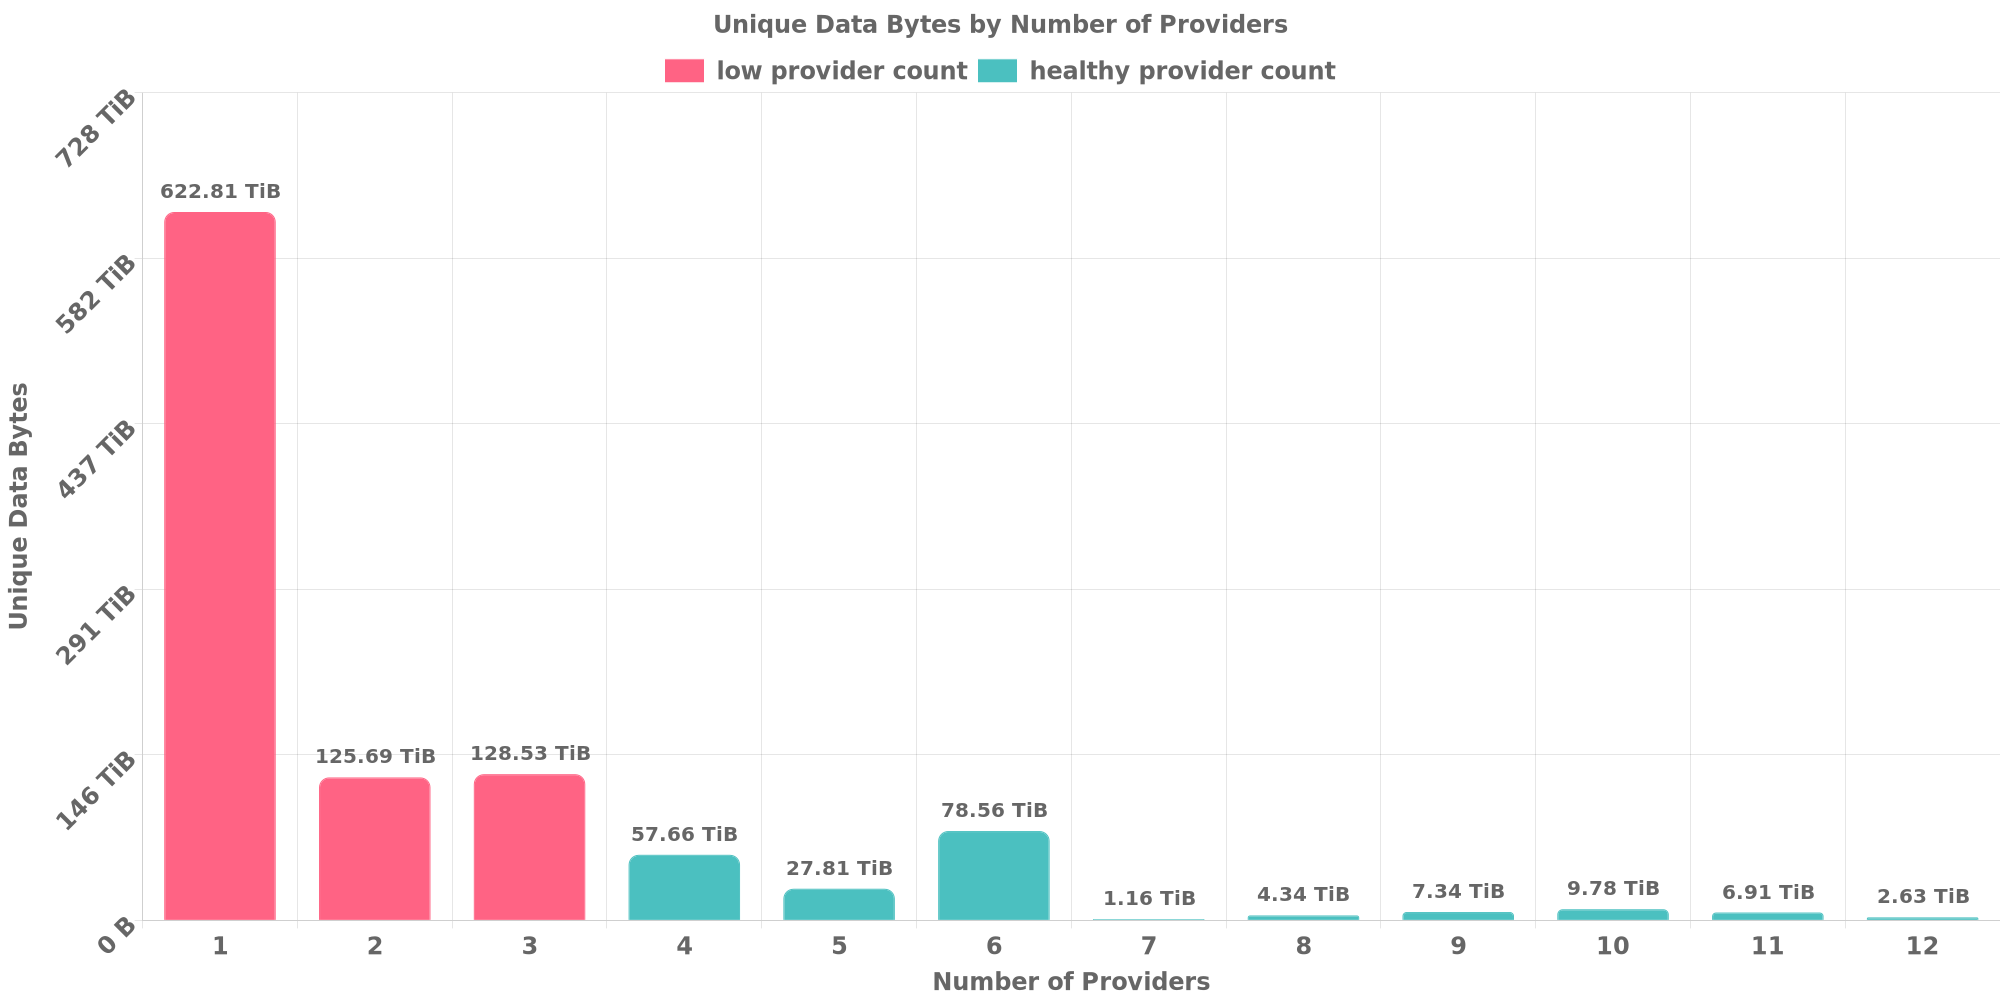 Unique Data Bytes by Number of Providers
low provider count healthy provider count
728 TiB
622.81 TiB
582 TiB
437 TiB
291 TiB
146 TiB
0 B
Unique Data Bytes
125.69 TiB
128.53 TiB
57.66 TiB
27.81 TiB
78.56 TiB
1.16 TiB
4.34 TiB
7.34 TiB
9.78 TiB
6.91 TiB
2.63 TiB
1 2 3 4 5 6 7 8 9 10 11 12
Number of Providers